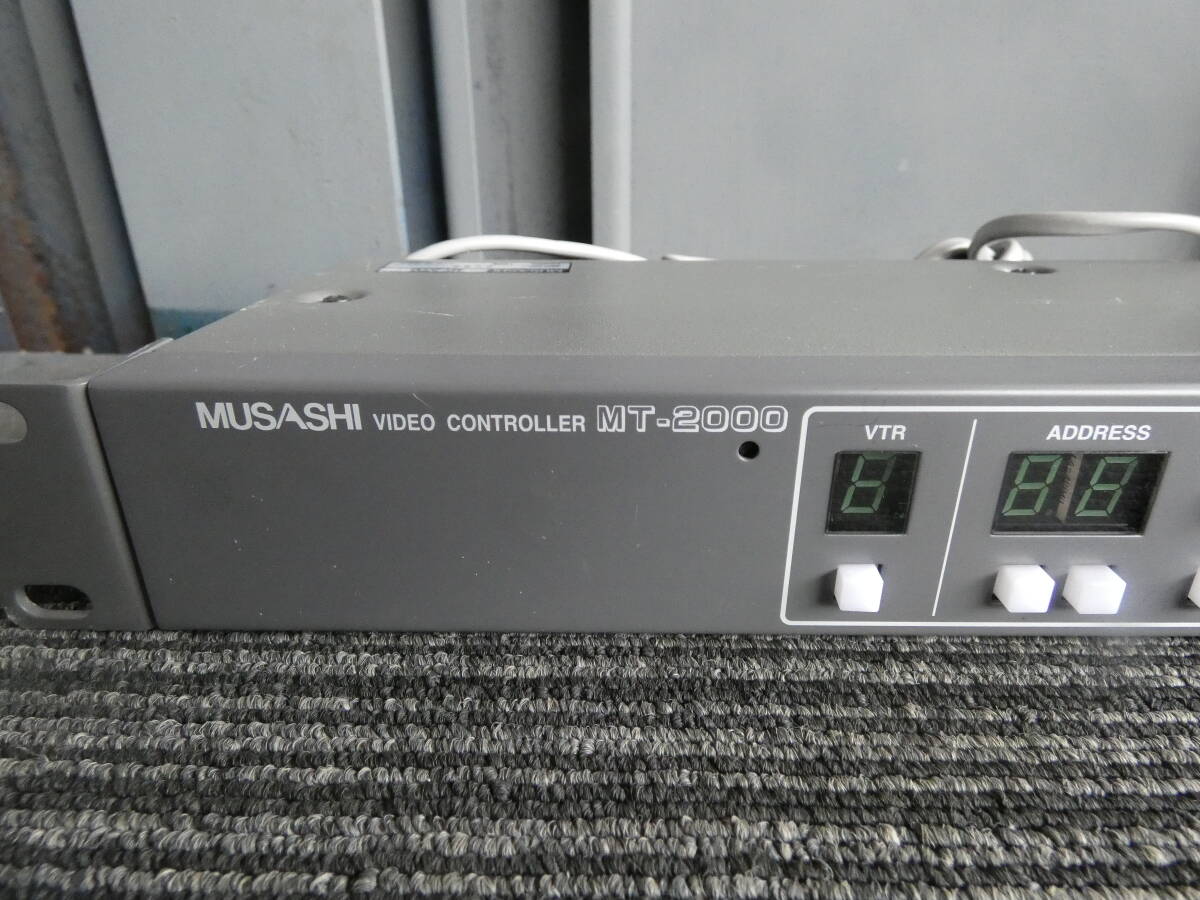 MUSASHI VIDEO CONTROLLER MT-2000
VTR
ADDRESS